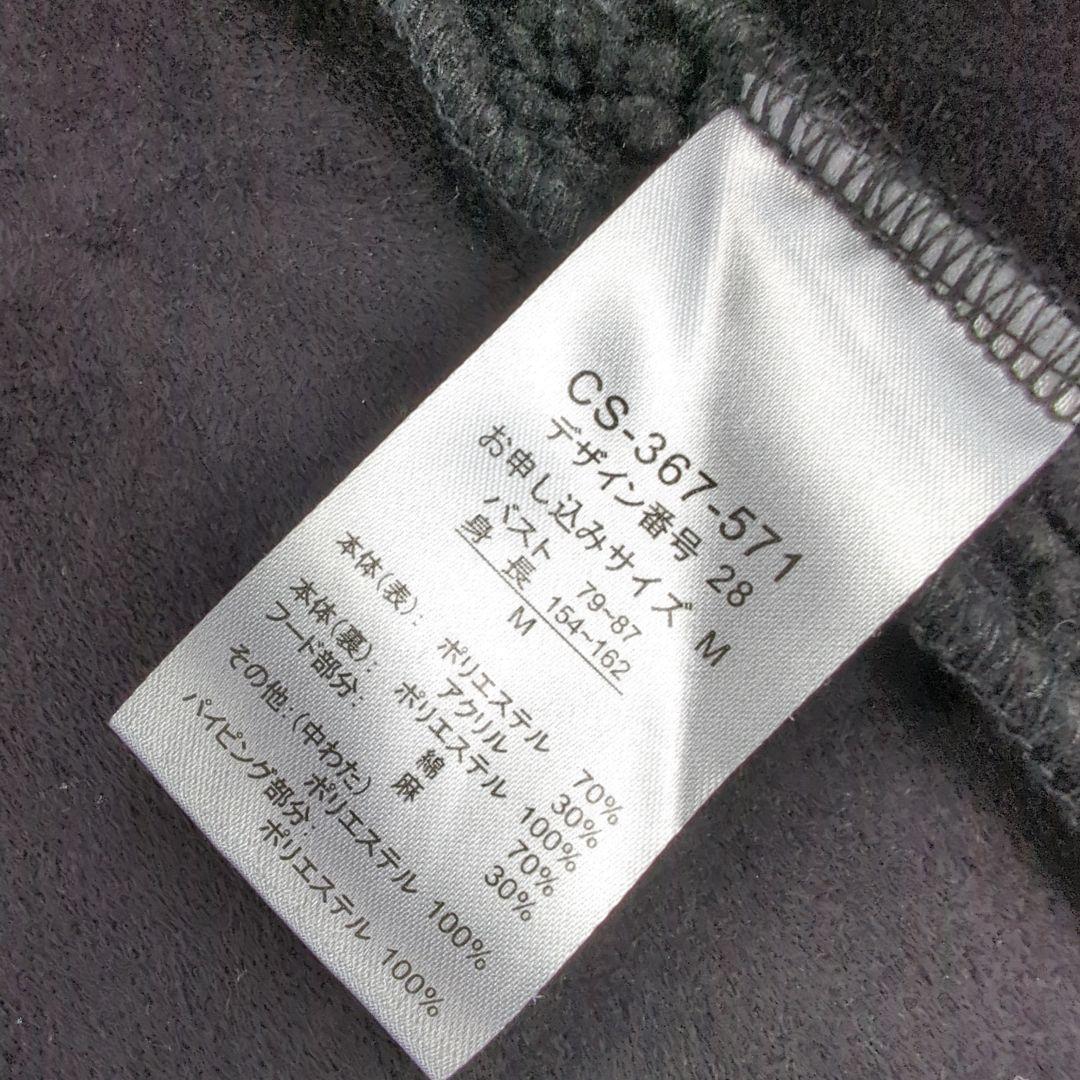 CS-367-571
デザイン番号 28
お申し込みサイズ M
バスト 79~87
身長 154~162
M
本体(表): ポリエステル 70%
アクリル 30%
本体(裏): ポリエステル 100%
フード部分: 綿 70%
麻 30%
その他:(中わた)
ポリエステル 100%
パイピング部分:
ポリエステル 100%